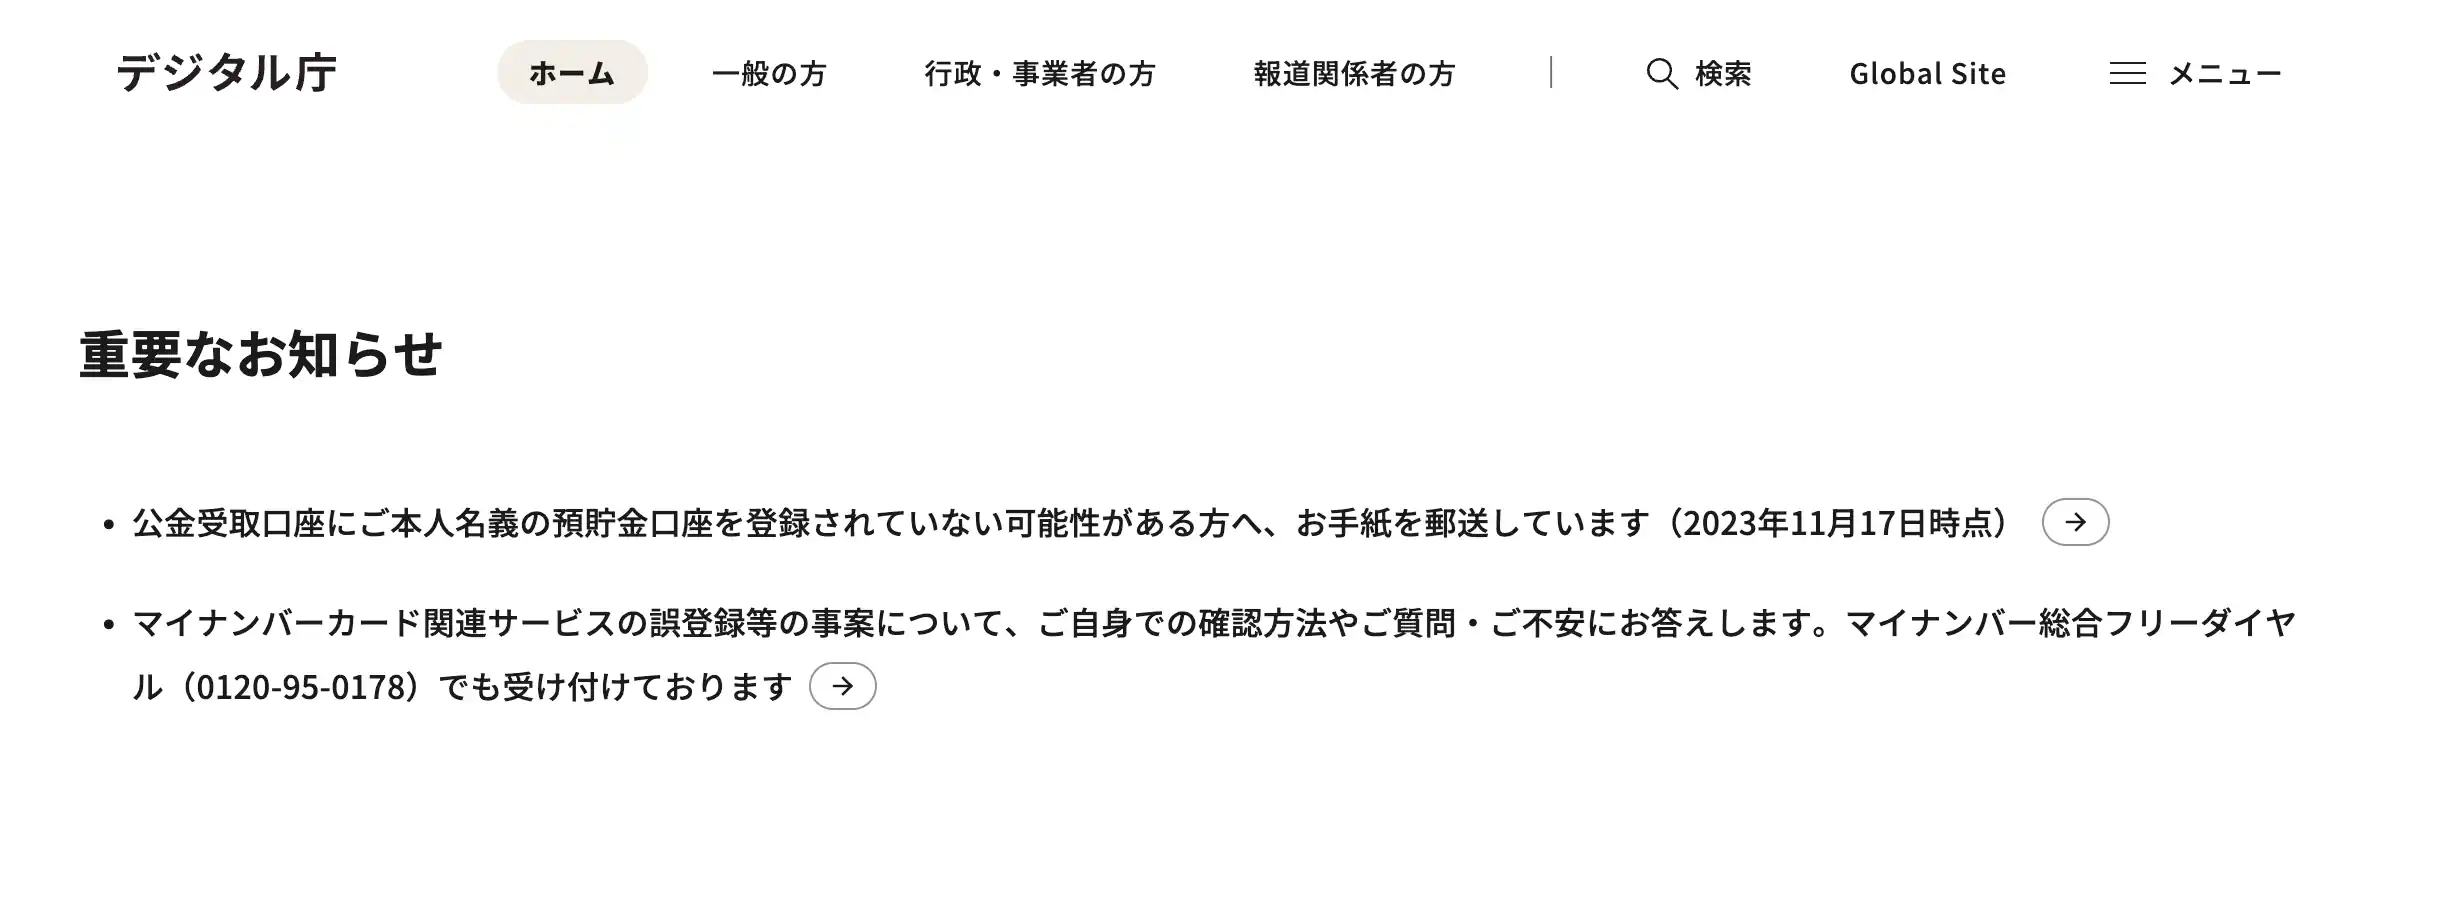 デジタル庁
ホーム
一般の方
行政・事業者の方
報道関係者の方
検索
Global Site
メニュー
重要なお知らせ
• 公金受取口座にご本人名義の預貯金口座を登録されていない可能性がある方へ、お手紙を郵送しています（2023年11月17日時点）
• マイナンバーカード関連サービスの誤登録等の事案について、ご自身での確認方法やご質問・ご不安にお答えします。マイナンバー総合フリーダイヤ
ル（0120-95-0178）でも受け付けております